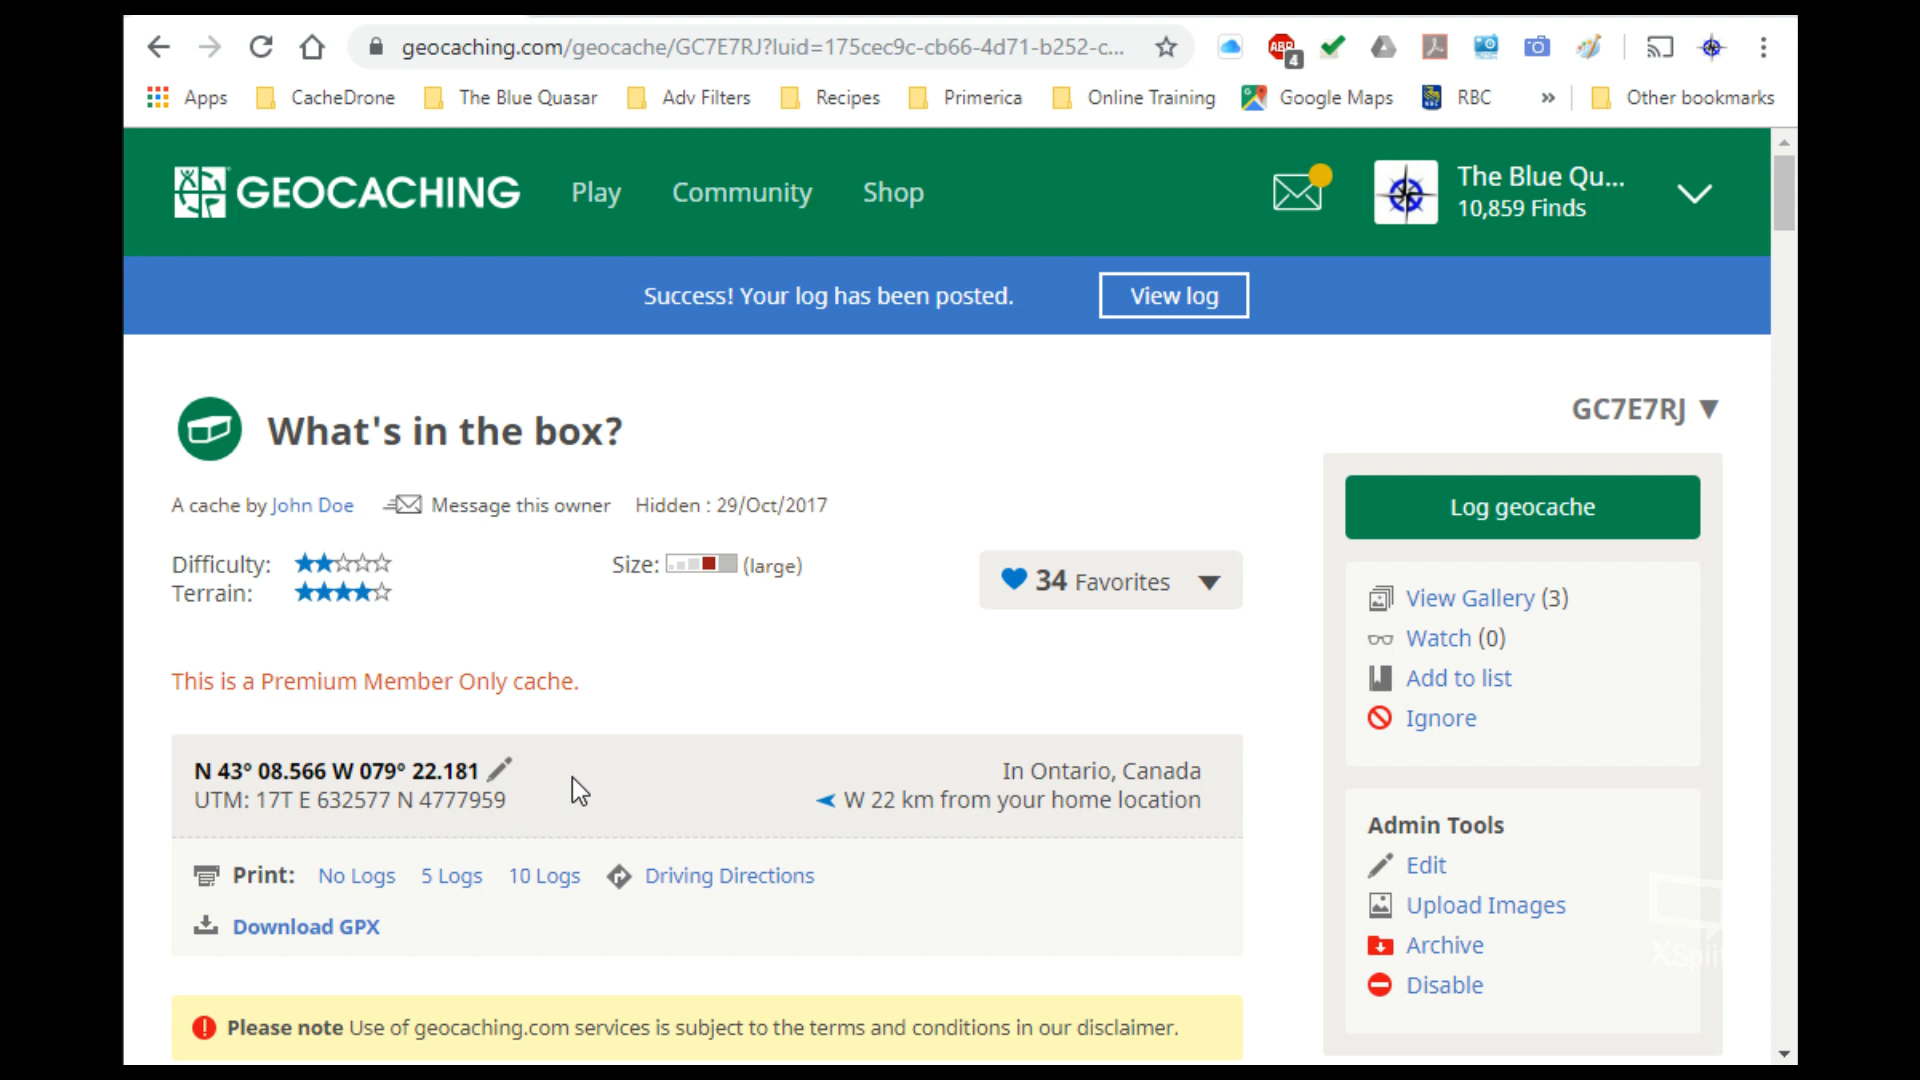 geocaching.com/geocache/GC7E7RJ?luid=175cec9c-cb66-4d71-b252-c...
ABP 4
Apps CacheDrone The Blue Quasar Adv Filters Recipes Primerica Online Training Google Maps RBC » Other bookmarks
GEOCACHING Play Community Shop
The Blue Qu...
10,859 Finds
Success! Your log has been posted. View log
What's in the box?
GC7E7RJ
A cache by John Doe Message this owner Hidden : 29/Oct/2017
Log geocache
Difficulty:
Size: (large)
34 Favorites
Terrain:
View Gallery (3)
Watch (0)
Add to list
Ignore
This is a Premium Member Only cache.
N 43° 08.566 W 079° 22.181
In Ontario, Canada
UTM: 17T E 632577 N 4777959
W 22 km from your home location
Print: No Logs 5 Logs 10 Logs Driving Directions
Download GPX
Admin Tools
Edit
Upload Images
Archive
Disable
XSplit
Please note Use of geocaching.com services is subject to the terms and conditions in our disclaimer.